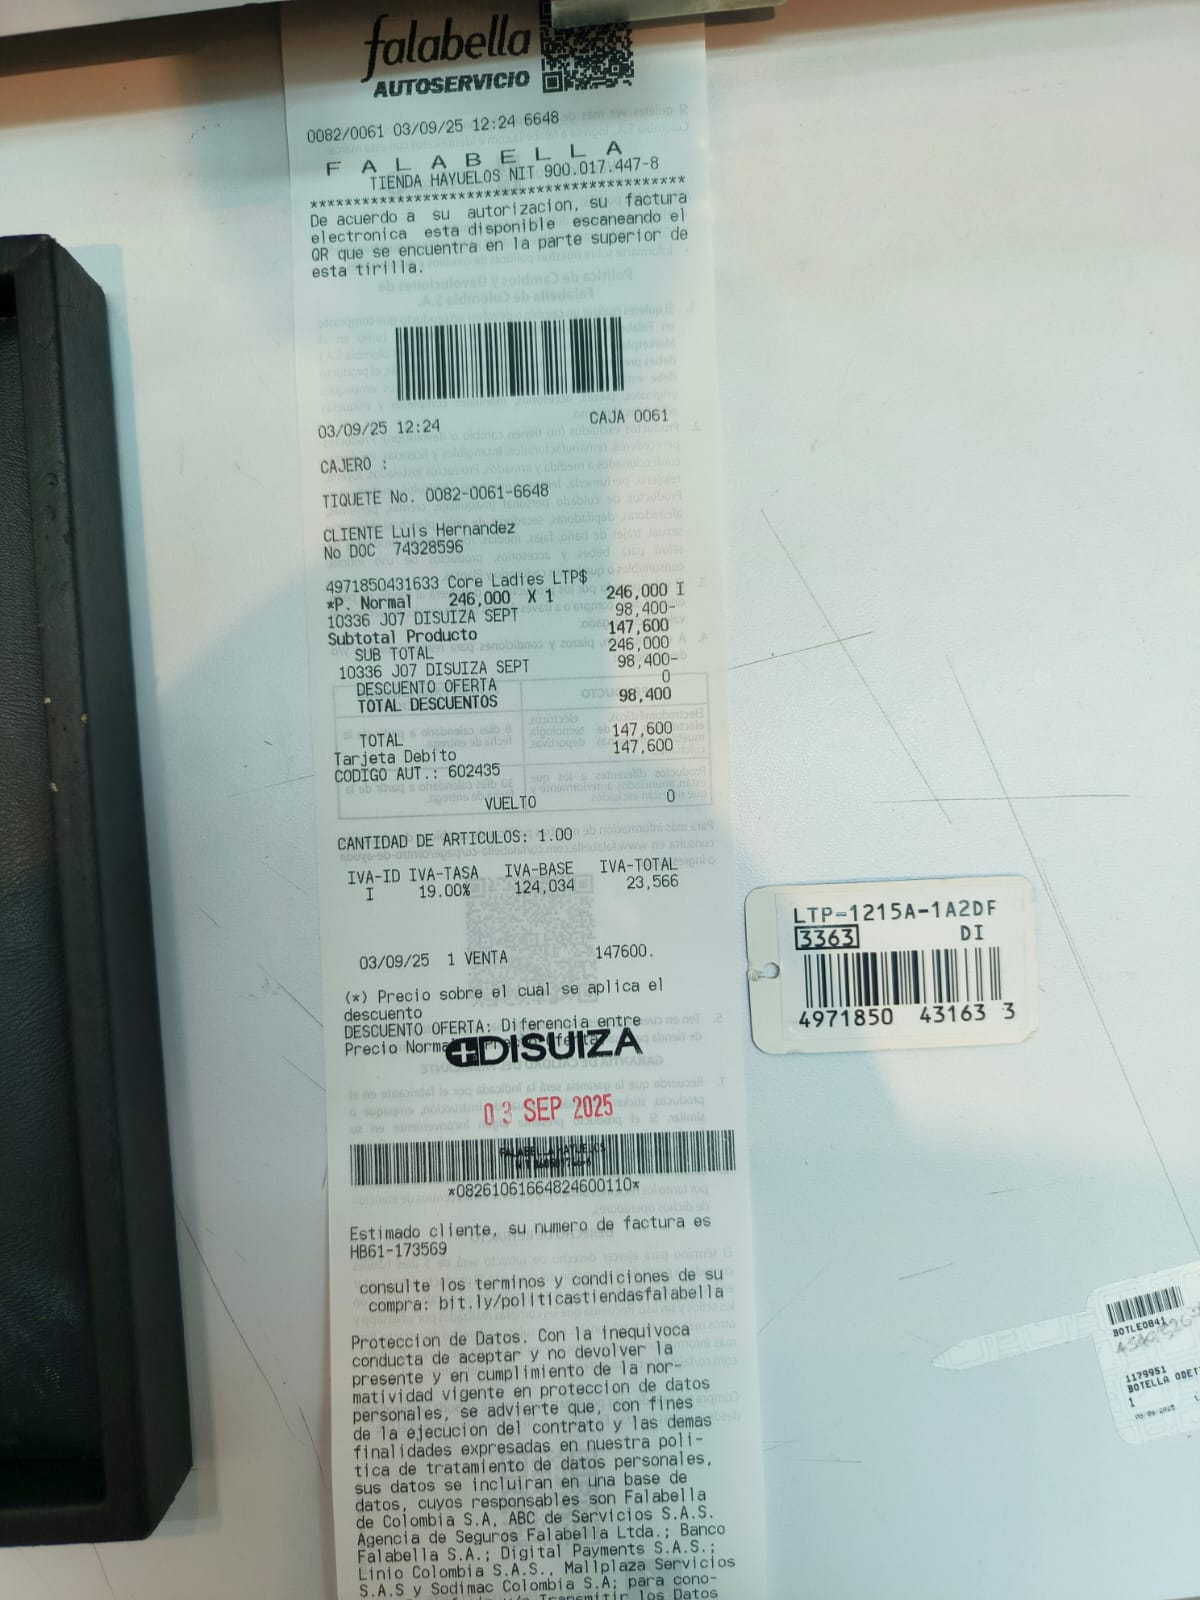 falabella
AUTOSERVICIO
0082/0061 03/09/25 12:24 6648
F A L A B E L L A
TIENDA HAYUELOS NIT 900.017.447-8
******************************************
De acuerdo a su autorizacion, su factura
electronica esta disponible escaneando el
QR que se encuentra en la parte superior de
esta tirilla.
03/09/25 12:24 CAJA 0061
CAJERO :
TIQUETE No. 0082-0061-6648
CLIENTE Luis Hernandez
No DOC 74328596
4971850431633 Core Ladies LTP$
*P. Normal 246,000 X 1 246,000 I
10336 J07 DISUIZA SEPT 98,400-
Subtotal Producto 147,600
SUB TOTAL 246,000
10336 J07 DISUIZA SEPT 98,400-
DESCUENTO OFERTA 0
TOTAL DESCUENTOS 98,400
TOTAL 147,600
Tarjeta Debito 147,600
CODIGO AUT.: 602435
VUELTO 0
CANTIDAD DE ARTICULOS: 1.00
IVA-ID IVA-TASA IVA-BASE IVA-TOTAL
I 19.00% 124,034 23,566
03/09/25 1 VENTA 147600.
(*) Precio sobre el cual se aplica el
descuento
DESCUENTO OFERTA: Diferencia entre
Precio Norma
DISUIZA
03 SEP 2025
FALABELLA HAYUELOS
*08261061664824600110*
Estimado cliente, su numero de factura es
HB61-173569
consulte los terminos y condiciones de su
compra: bit.ly/politicastiendasfalabella
Proteccion de Datos. Con la inequivoca
conducta de aceptar y no devolver la
presente y en cumplimiento de la nor-
matividad vigente en proteccion de datos
personales, se advierte que, con fines
de la ejecucion del contrato y las demas
finalidades expresadas en nuestra poli-
tica de tratamiento de datos personales,
sus datos se incluiran en una base de
datos, cuyos responsables son Falabella
de Colombia S.A, ABC de Servicios S.A.S.
Agencia de Seguros Falabella Ltda.; Banco
Falabella S.A.; Digital Payments S.A.S.;
Linio Colombia S.A.S., Mallplaza Servicios
S.A.S y Sodimac Colombia S.A; para cono-
Transmitir los Datos
LTP-1215A-1A2DF
3363 DI
4971850 43163 3
BOTLE0841
1179951
BOTELLA ODET
1